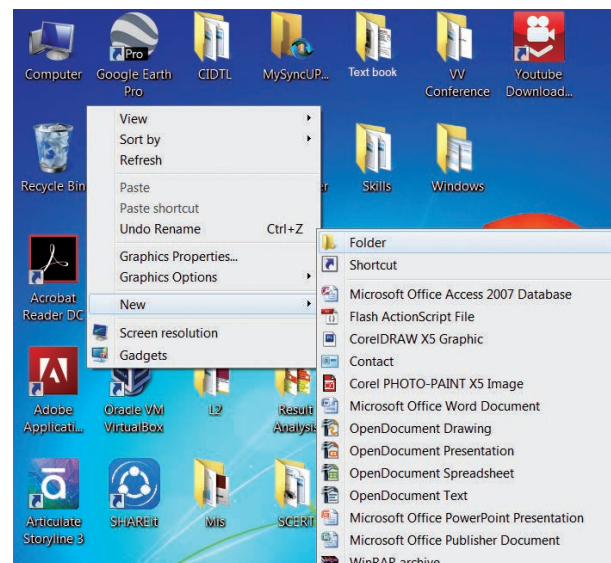 Pro
Computer
Google Earth
Pro
CIDTL
MySyncUP...
Text book
VV
Conference
Youtube
Download...
View
Sort by
Refresh
Paste
Paste shortcut
Undo Rename Ctrl+Z
Graphics Properties...
Graphics Options
New
Screen resolution
Gadgets
Recycle Bin
Skills
Windows
Folder
Shortcut
Microsoft Office Access 2007 Database
Flash ActionScript File
CorelDRAW X5 Graphic
Contact
Corel PHOTO-PAINT X5 Image
Microsoft Office Word Document
OpenDocument Drawing
OpenDocument Presentation
OpenDocument Spreadsheet
OpenDocument Text
Microsoft Office PowerPoint Presentation
Microsoft Office Publisher Document
WinRAR archive
Acrobat
Reader DC
Adobe
Applicati...
Oracle VM
VirtualBox
L2
Result
Analysis
Articulate
Storyline 3
SHAREit
Mis
SCERT